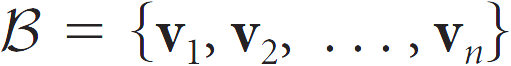 ℬ = {𝐯₁, 𝐯₂, ..., 𝐯ₙ}